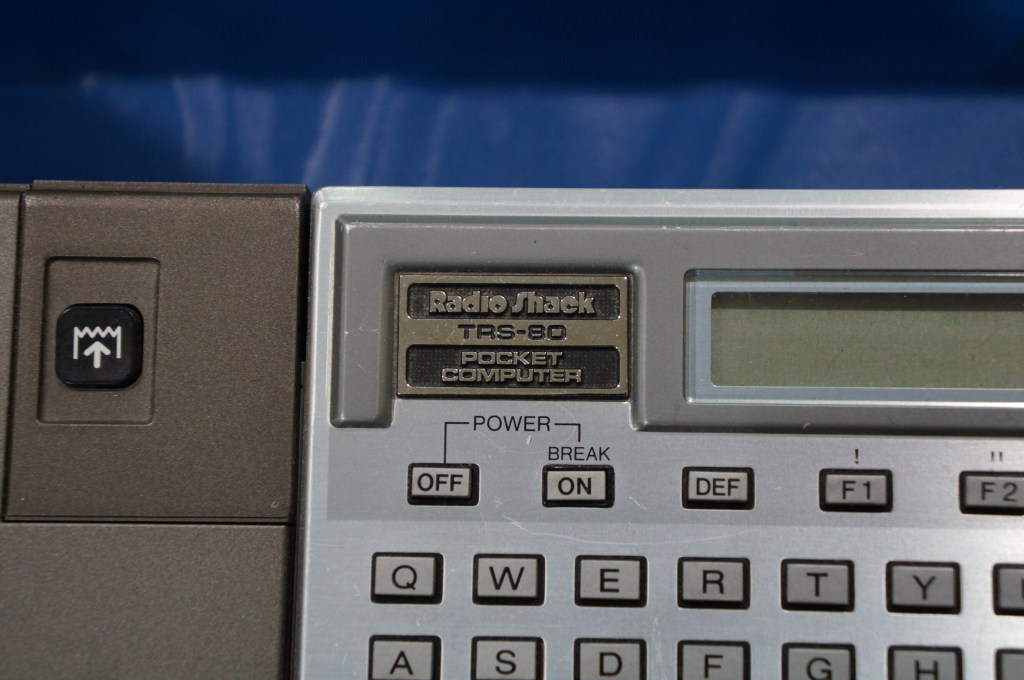 Radio Shack
TRS-80
POCKET
COMPUTER
POWER
BREAK
OFF ON DEF F1 F2
! "
Q W E R T Y
A S D F G H